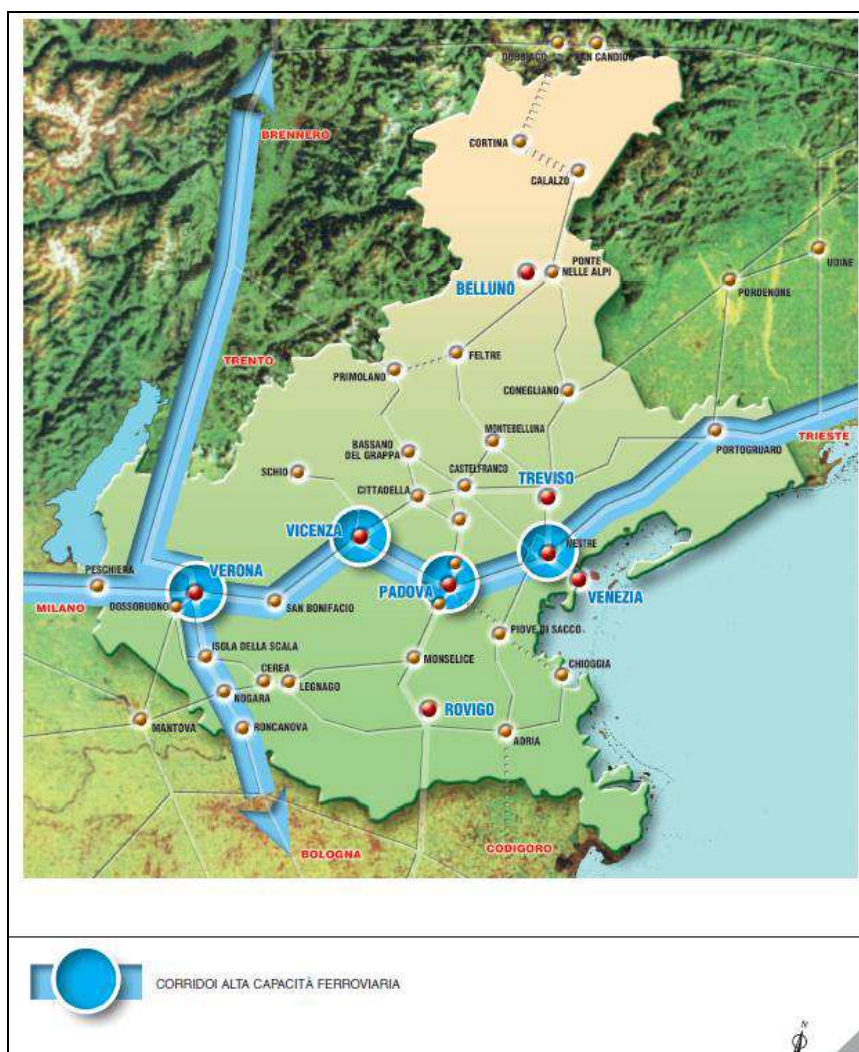 DOBBIACO
SAN CANDIDO
BRENNERO
CORTINA
CALALZO
UDINE
BELLUNO
PONTE
NELLE ALPI
PORDENONE
TRENTO
FELTRE
PRIMOLANO
CONEGLIANO
MONTEBELLUNA
PORTOGRUARO
TRIESTE
BASSANO
DEL GRAPPA
SCHIO
CASTELFRANCO
TREVISO
CITTADELLA
VICENZA
MESTRE
PESCHIERA
VERONA
PADOVA
VENEZIA
MILANO
DOSSOBUONO
SAN BONIFACIO
PIOVE DI SACCO
ISOLA DELLA SCALA
MONSELICE
CHIOGGIA
CEREA
LEGNAGO
NOGARA
ROVIGO
MANTOVA
RONCANOVA
ADRIA
BOLOGNA
CODIGORO
CORRIDOI ALTA CAPACITÀ FERROVIARIA
N